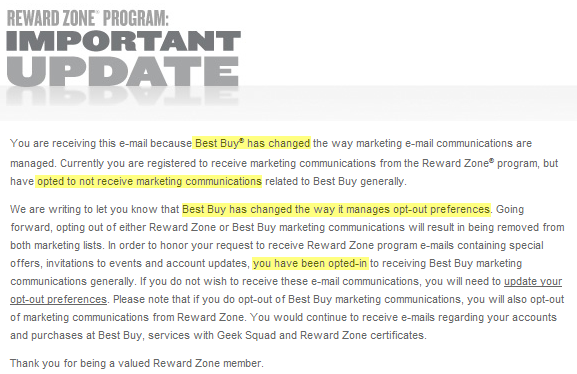 REWARD ZONE® PROGRAM:
IMPORTANT
UPDATE
You are receiving this e-mail because Best Buy® has changed the way marketing e-mail communications are
managed. Currently you are registered to receive marketing communications from the Reward Zone® program, but
have opted to not receive marketing communications related to Best Buy generally.
We are writing to let you know that Best Buy has changed the way it manages opt-out preferences. Going
forward, opting out of either Reward Zone or Best Buy marketing communications will result in being removed from
both marketing lists. In order to honor your request to receive Reward Zone program e-mails containing special
offers, invitations to events and account updates, you have been opted-in to receiving Best Buy marketing
communications generally. If you do not wish to receive these e-mail communications, you will need to update your
opt-out preferences. Please note that if you do opt-out of Best Buy marketing communications, you will also opt-out
of marketing communications from Reward Zone. You would continue to receive e-mails regarding your accounts
and purchases at Best Buy, services with Geek Squad and Reward Zone certificates.
Thank you for being a valued Reward Zone member.